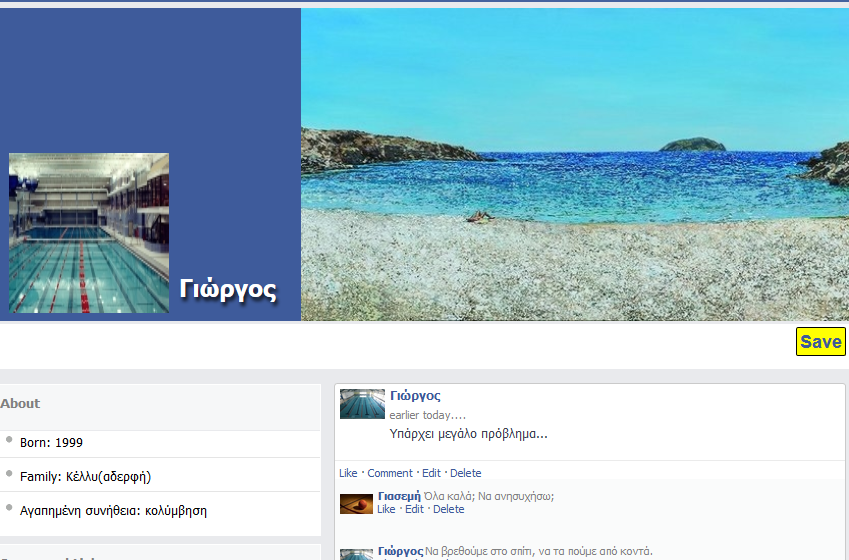 Γιώργος
Save
About
Born: 1999
Family: Κέλλυ(αδερφή)
Αγαπημένη συνήθεια: κολύμβηση
Γιώργος
earlier today....
Υπάρχει μεγάλο πρόβλημα...
Like · Comment · Edit · Delete
Γιασεμή Όλα καλά; Να ανησυχήσω;
Like · Edit · Delete
Γιώργος Να βρεθούμε στο σπίτι, να τα πούμε από κοντά.